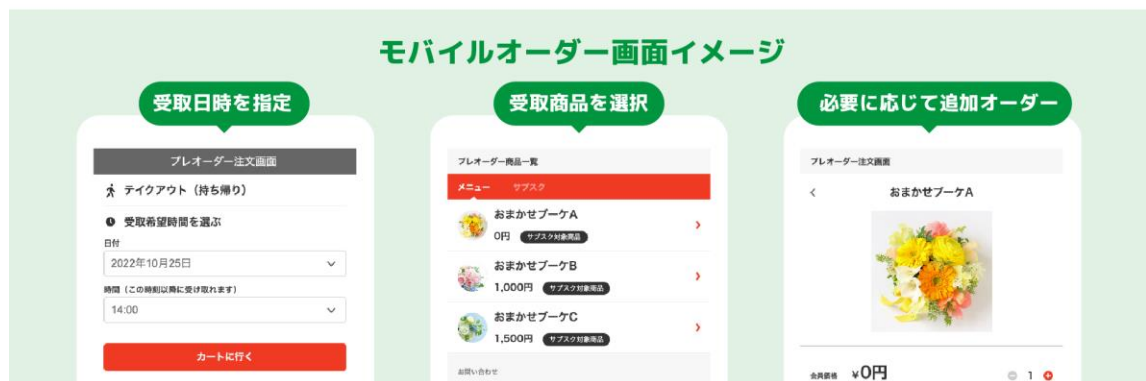 モバイルオーダー画面イメージ
受取日時を指定
プレオーダー注文画面
テイクアウト（持ち帰り）
受取希望時間を選ぶ
日付
2022年10月25日
時間（この時刻以降に受け取れます）
14:00
カートに行く
受取商品を選択
プレオーダー商品一覧
メニュー サブスク
おまかせブーケA
0円 サブスク対象商品
おまかせブーケB
1,000円 サブスク対象商品
おまかせブーケC
1,500円 サブスク対象商品
お問い合わせ
必要に応じて追加オーダー
プレオーダー注文画面
おまかせブーケA
会員価格 ¥0円
1